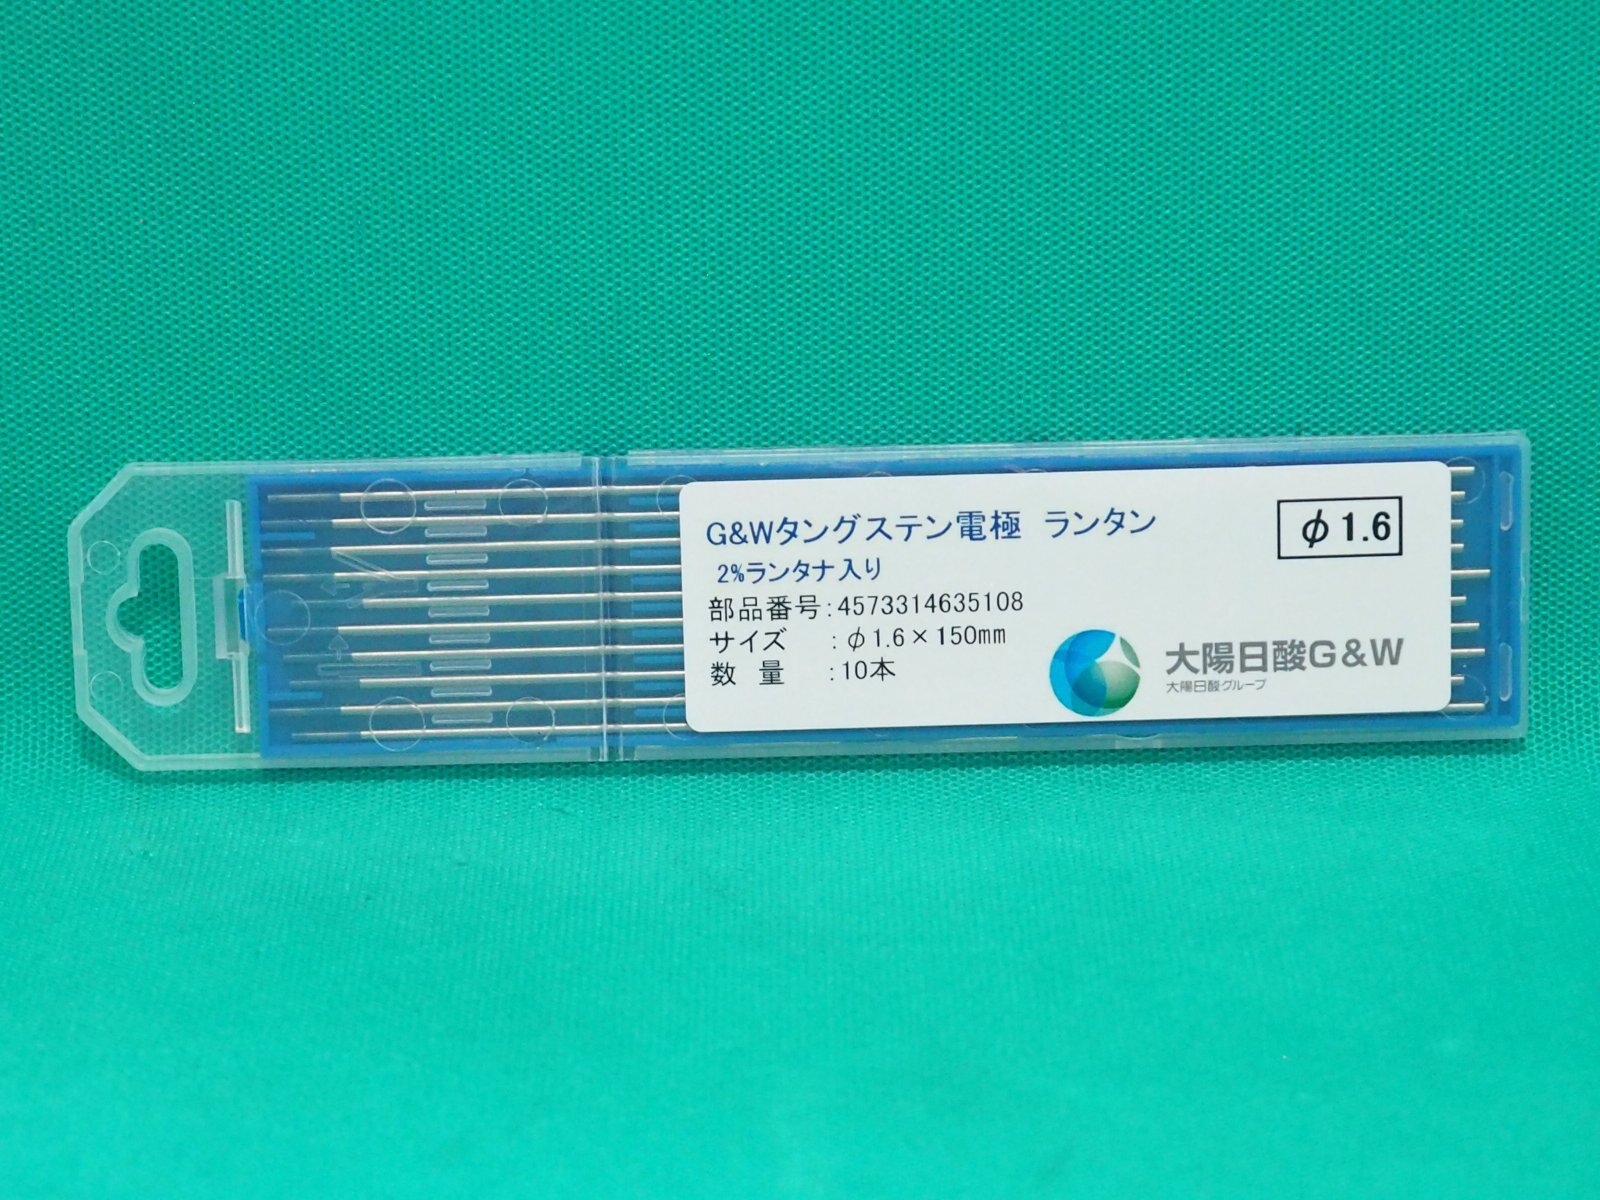 G&Wタングステン電極 ランタン
φ1.6
2%ランタナ入り
部品番号:4573314635108
サイズ :φ1.6×150mm
数 量 :10本
大陽日酸G&W
大陽日酸グループ